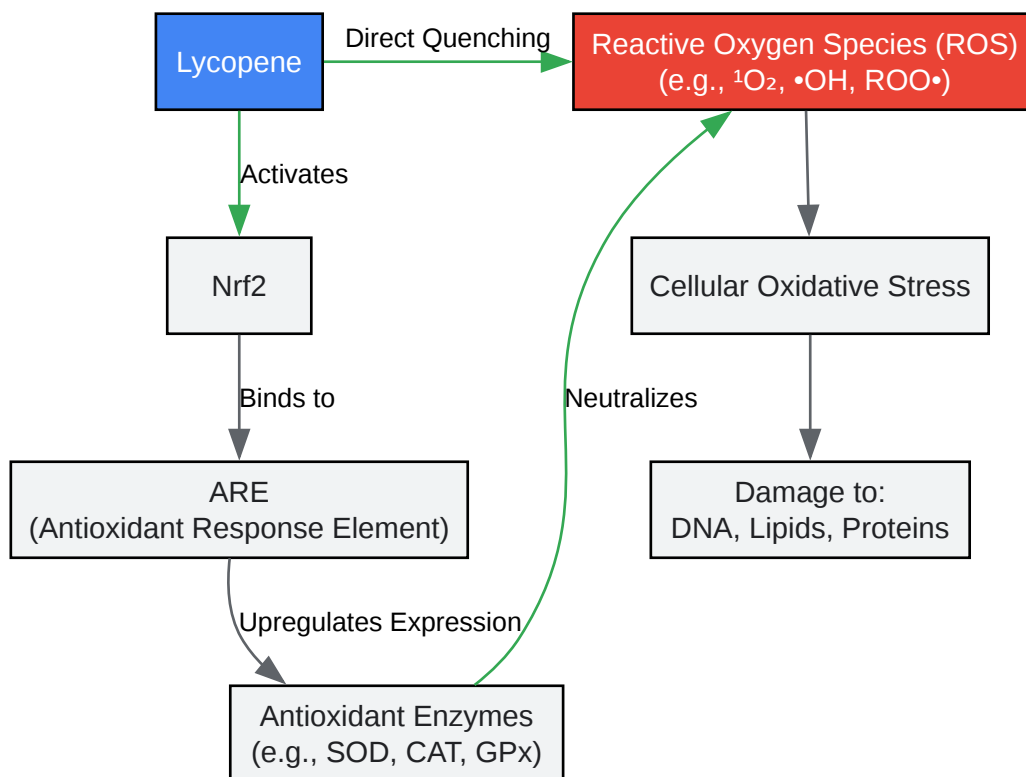 Lycopene
Direct Quenching
Reactive Oxygen Species (ROS)
(e.g., ¹O₂, •OH, ROO•)
Activates
Nrf2
Cellular Oxidative Stress
Binds to
Neutralizes
ARE
(Antioxidant Response Element)
Damage to:
DNA, Lipids, Proteins
Upregulates Expression
Antioxidant Enzymes
(e.g., SOD, CAT, GPx)